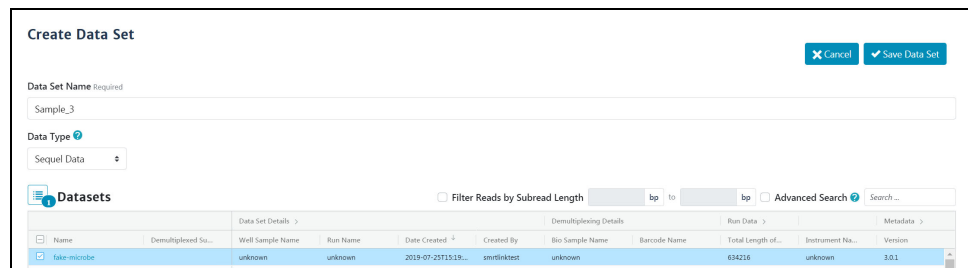 Create Data Set
Cancel Save Data Set
Data Set Name Required
Sample_3
Data Type ?
Sequel Data
1 Datasets Filter Reads by Subread Length bp to bp Advanced Search ? Search ...
Data Set Details > Demultiplexing Details Run Data > Metadata >
Name Demultiplexed Su... Well Sample Name Run Name Date Created Created By Bio Sample Name Barcode Name Total Length of... Instrument Na... Version
fake-microbe unknown unknown 2019-07-25T15:19:... smrtlinktest unknown 634216 unknown 3.0.1